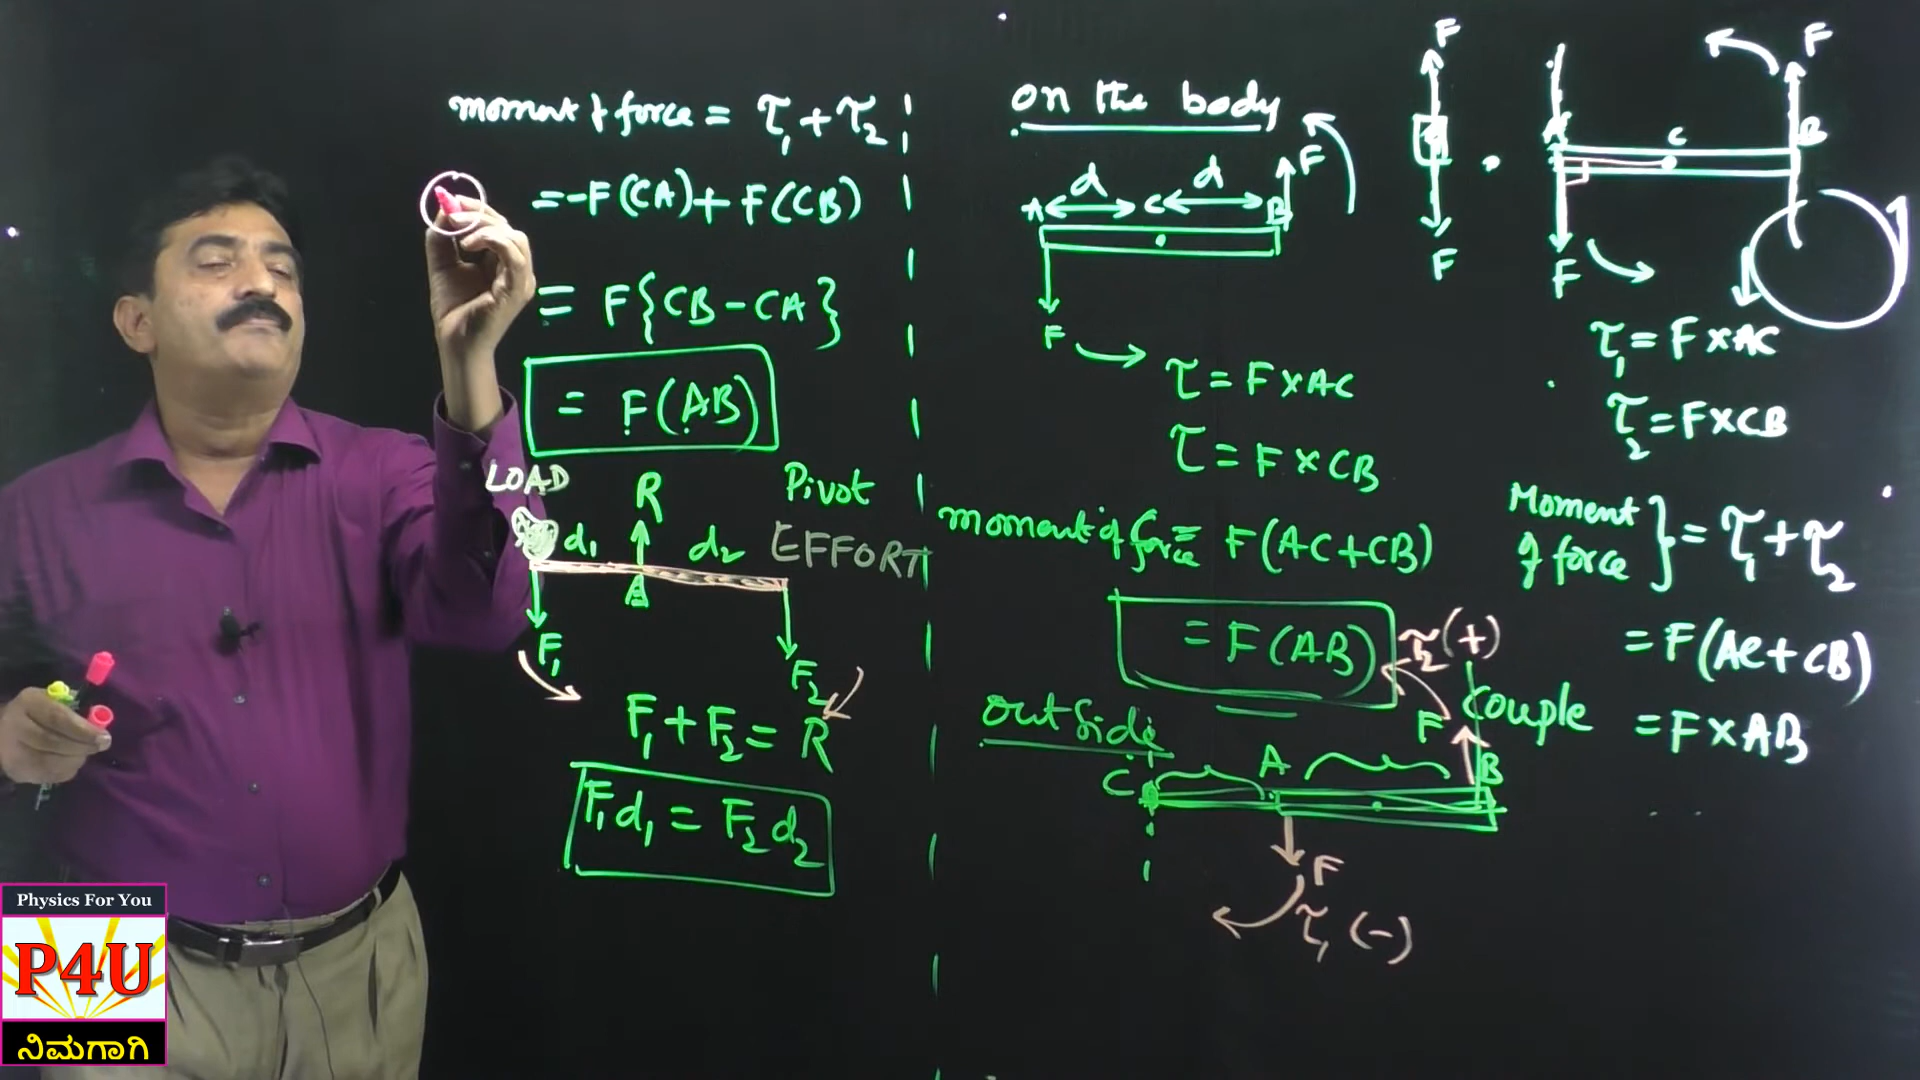 moment of force = τ₁ + τ₂
= -F(CA) + F(CB)
= F{CB - CA}
= F(AB)
LOAD
R
Pivot
d₁
d₂
EFFORT
F₁
F₂
F₁ + F₂ = R
F₁d₁ = F₂d₂
on the body
d
d
F
A
C
B
F
τ = F×AC
τ = F×CB
moment of force = F(AC+CB)
= F(AB)
τ₂ (+)
outside
F
C
A
B
F
τ₁ (-)
couple
F
F
F
A
C
B
F
τ₁ = F×AC
τ₂ = F×CB
Moment
of force } = τ₁ + τ₂
= F(AC+CB)
= F×AB
Physics For You
P4U
ನಿಮಗಾಗಿ